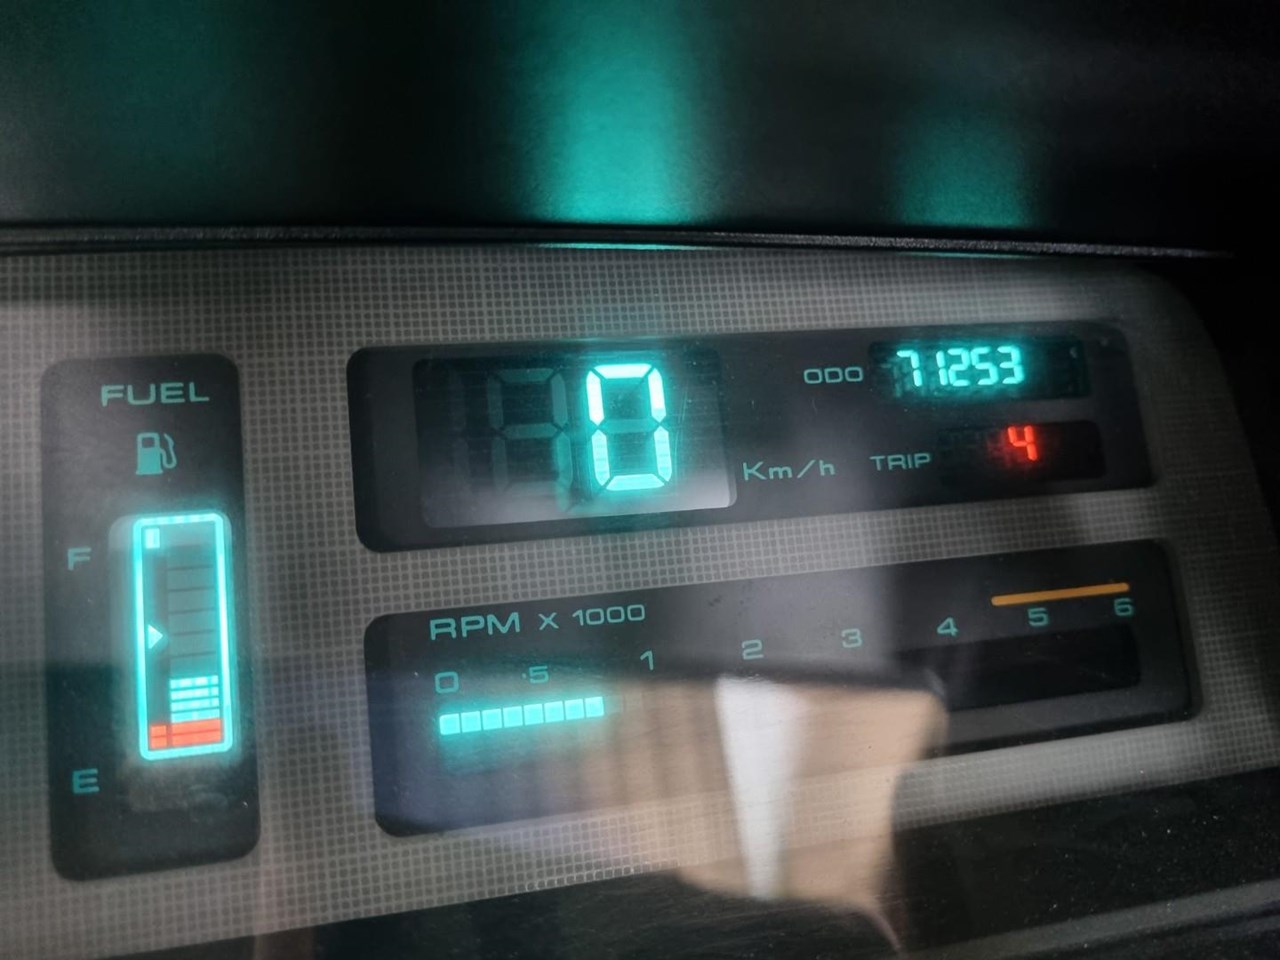 FUEL
F
E
0 Km/h
ODO 71253
TRIP 4
RPM X 1000
0 .5 1 2 3 4 5 6